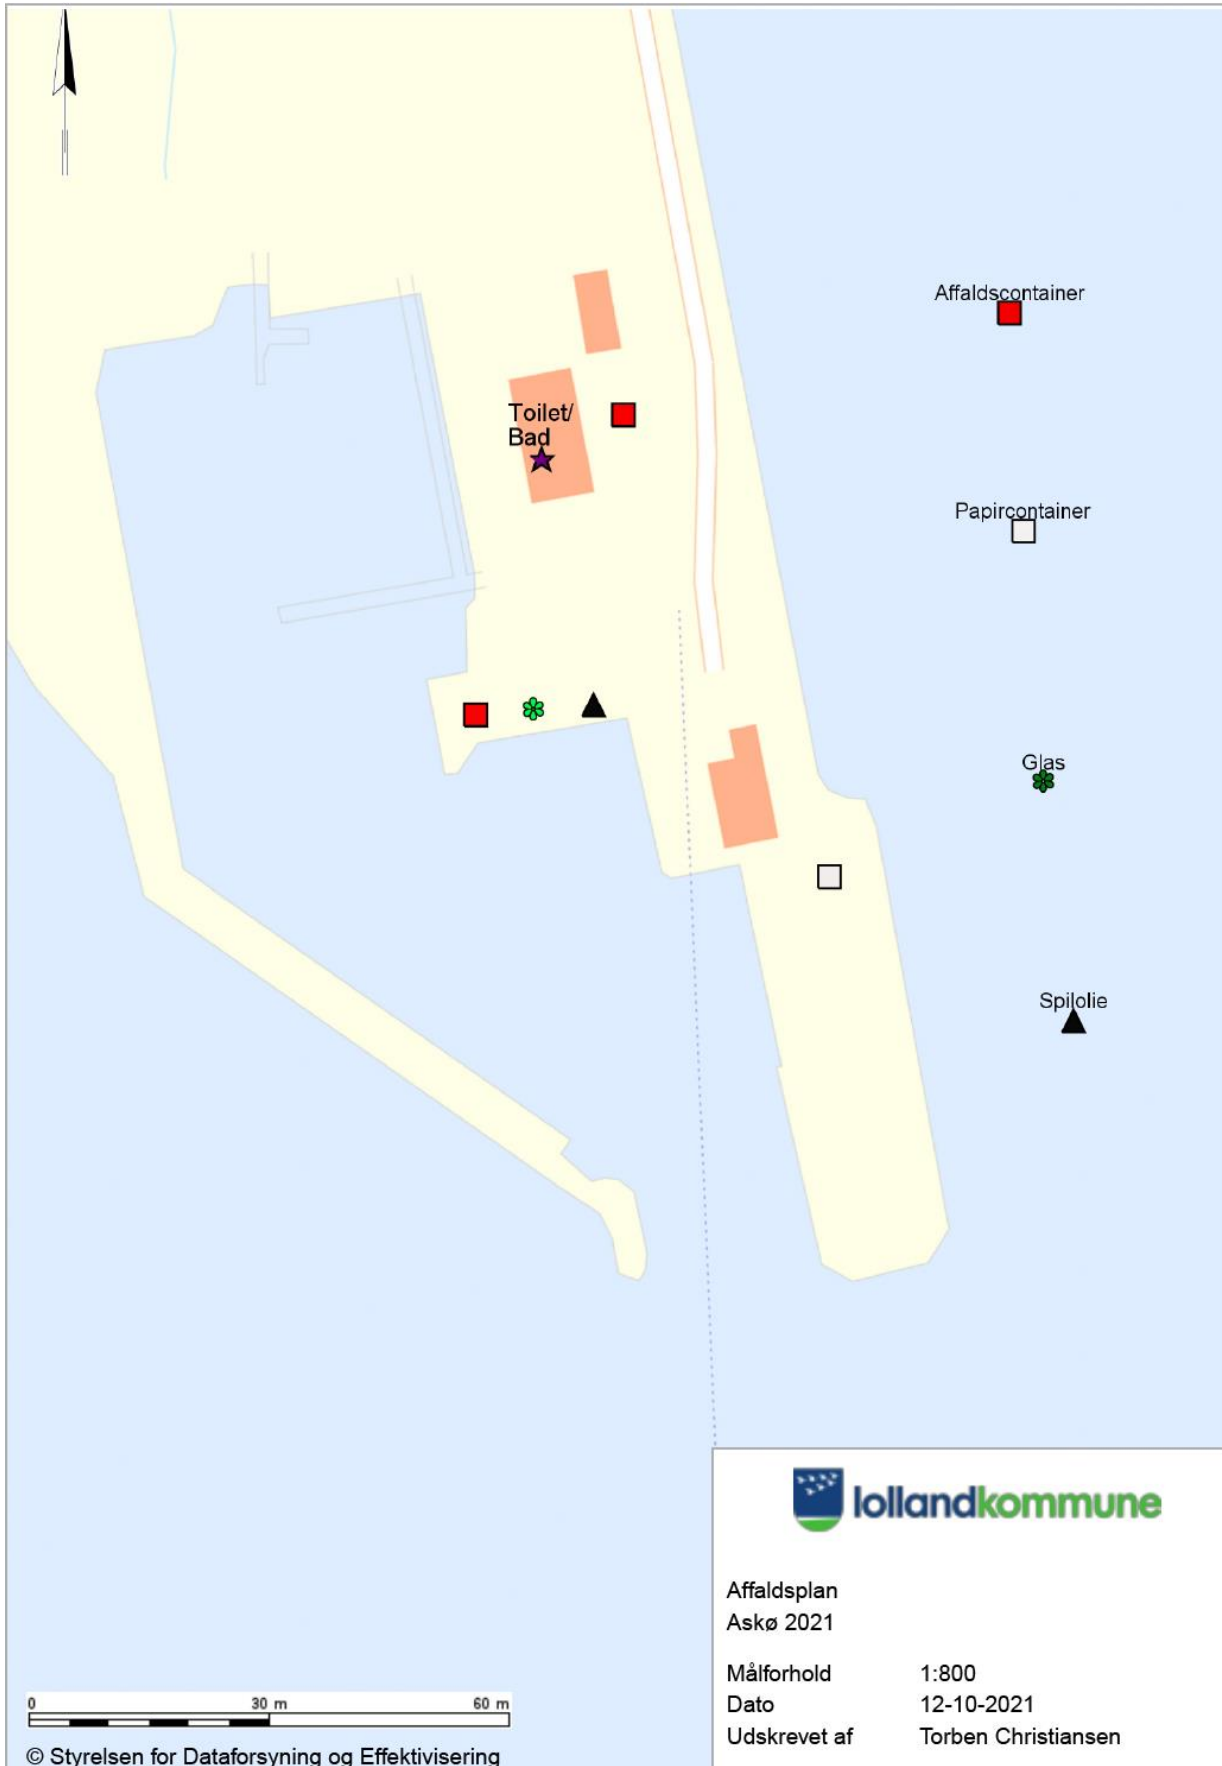 Affaldscontainer
Toilet/
Bad
Papircontainer
Glas
Spilolie
lollandkommune
Affaldsplan
Askø 2021
Målforhold 1:800
Dato 12-10-2021
Udskrevet af Torben Christiansen
0 30 m 60 m
© Styrelsen for Dataforsyning og Effektivisering